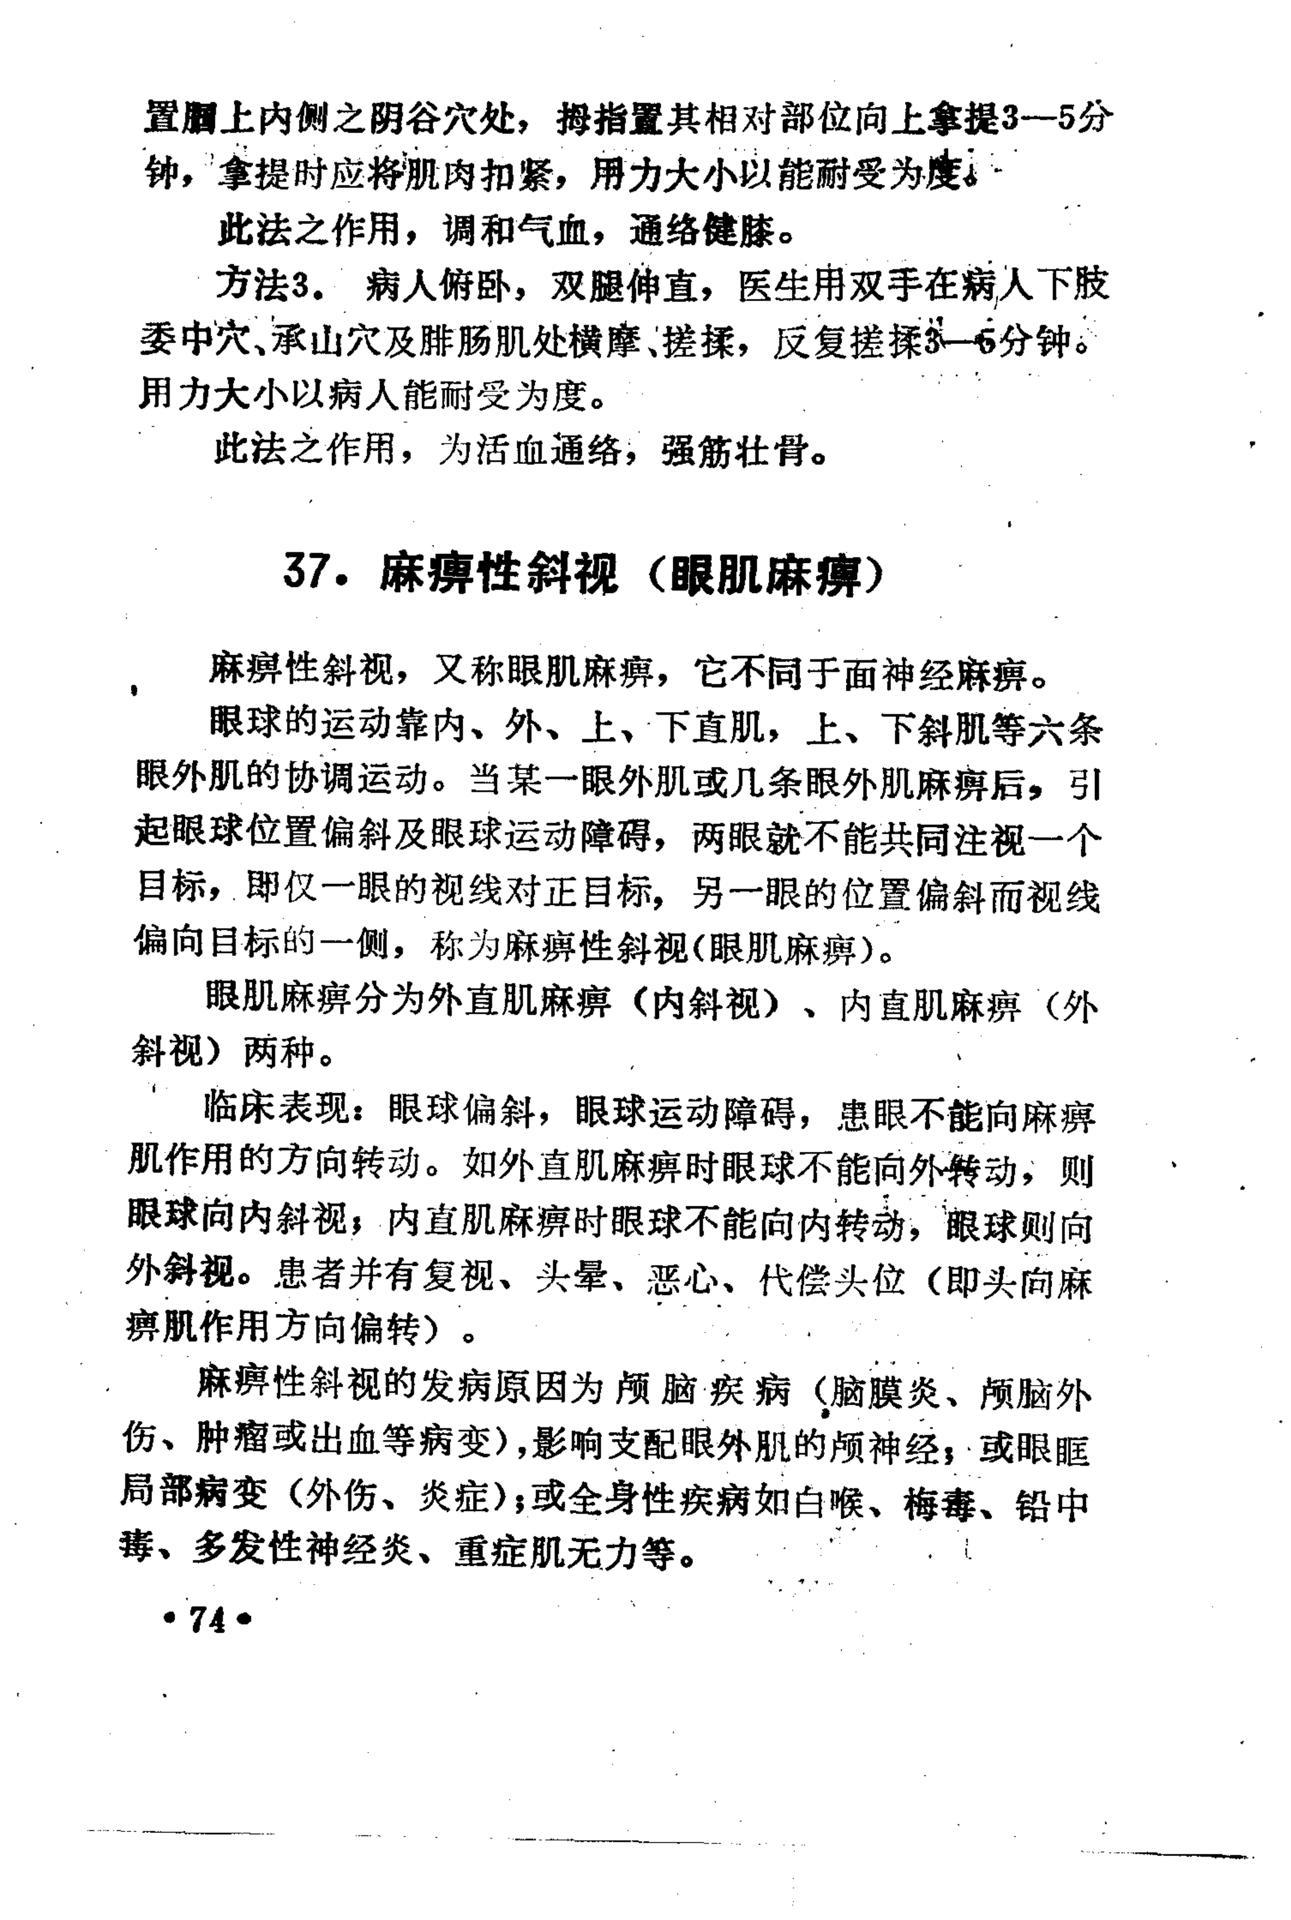 置腘上内侧之阴谷穴处，拇指置其相对部位向上拿提3—5分
钟，拿提时应将肌肉扣紧，用力大小以能耐受为度。
此法之作用，调和气血，通络健膝。
方法3． 病人俯卧，双腿伸直，医生用双手在病人下肢
委中穴、承山穴及腓肠肌处横摩、搓揉，反复搓揉3—5分钟。
用力大小以病人能耐受为度。
此法之作用，为活血通络，强筋壮骨。
37．麻痹性斜视（眼肌麻痹）
麻痹性斜视，又称眼肌麻痹，它不同于面神经麻痹。
眼球的运动靠内、外、上、下直肌，上、下斜肌等六条
眼外肌的协调运动。当某一眼外肌或几条眼外肌麻痹后，引
起眼球位置偏斜及眼球运动障碍，两眼就不能共同注视一个
目标，即仅一眼的视线对正目标，另一眼的位置偏斜而视线
偏向目标的一侧，称为麻痹性斜视(眼肌麻痹)。
眼肌麻痹分为外直肌麻痹（内斜视）、内直肌麻痹（外
斜视）两种。
临床表现：眼球偏斜，眼球运动障碍，患眼不能向麻痹
肌作用的方向转动。如外直肌麻痹时眼球不能向外转动，则
眼球向内斜视；内直肌麻痹时眼球不能向内转动，眼球则向
外斜视。患者并有复视、头晕、恶心、代偿头位（即头向麻
痹肌作用方向偏转）。
麻痹性斜视的发病原因为颅脑疾病（脑膜炎、颅脑外
伤、肿瘤或出血等病变），影响支配眼外肌的颅神经；或眼眶
局部病变（外伤、炎症）；或全身性疾病如白喉、梅毒、铅中
毒、多发性神经炎、重症肌无力等。
•74•